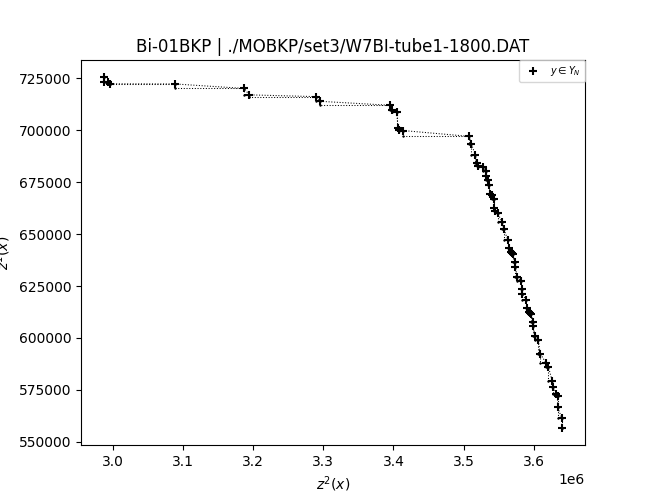 Bi-01BKP | ./MOBKP/set3/W7BI-tube1-1800.DAT
y ∈ Y_N
725000
700000
675000
650000
625000
600000
575000
550000
3.0 3.1 3.2 3.3 3.4 3.5 3.6
1e6
z²(x)